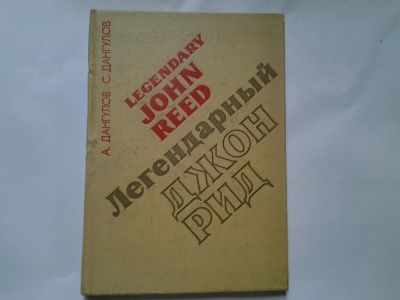 А. ДАНГУЛОВ С. ДАНГУЛОВ
LEGENDARY
JOHN
REED
Легендарный
ДЖОН
РИД